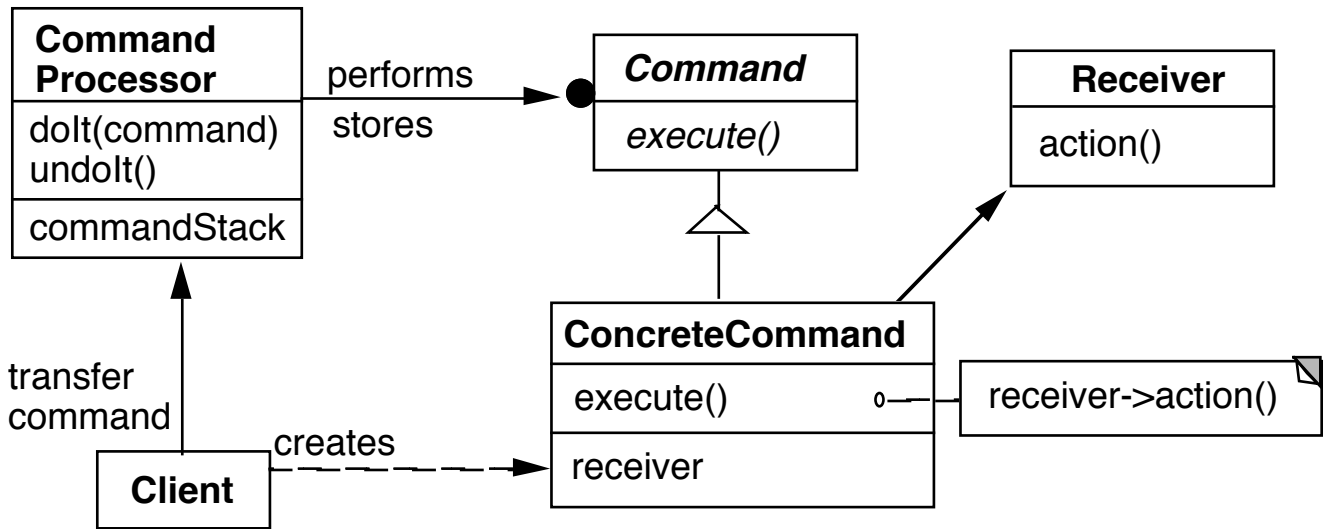 Command
Processor
doIt(command)
undoIt()
commandStack
performs
stores
Command
execute()
Receiver
action()
transfer
command
Client
creates
ConcreteCommand
execute()
receiver
receiver->action()